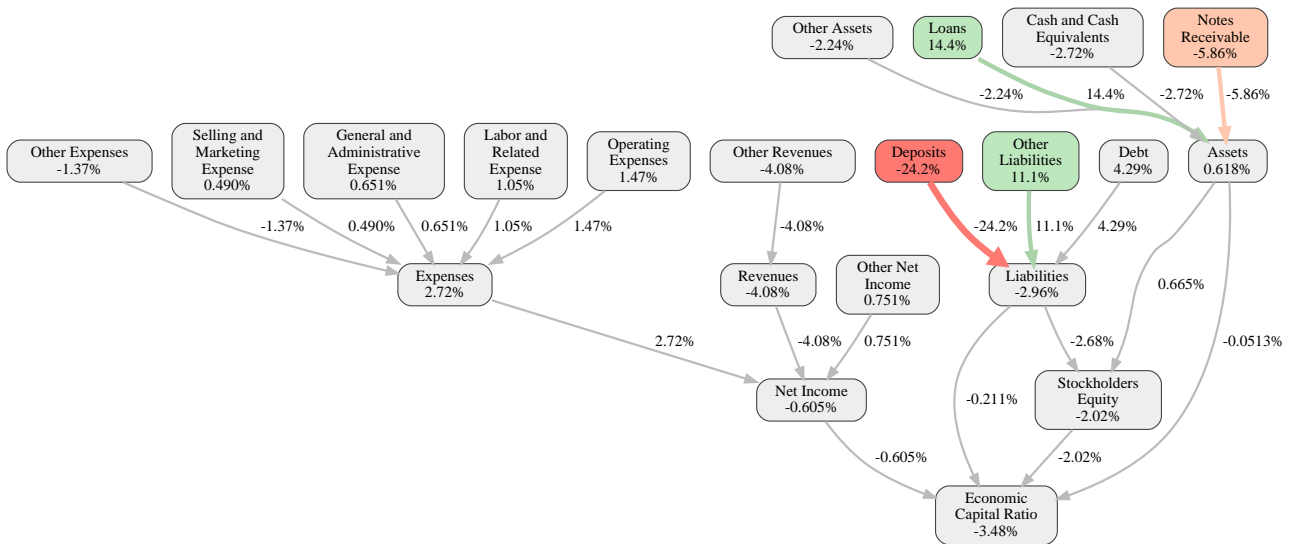 Other Assets
-2.24%
Loans
14.4%
Cash and Cash
Equivalents
-2.72%
Notes
Receivable
-5.86%
-2.24%
14.4%
-2.72%
-5.86%
Other Expenses
-1.37%
Selling and
Marketing
Expense
0.490%
General and
Administrative
Expense
0.651%
Labor and
Related
Expense
1.05%
Operating
Expenses
1.47%
Other Revenues
-4.08%
Deposits
-24.2%
Other
Liabilities
11.1%
Debt
4.29%
Assets
0.618%
-1.37%
0.490%
0.651%
1.05%
1.47%
-4.08%
-24.2%
11.1%
4.29%
Expenses
2.72%
Revenues
-4.08%
Other Net
Income
0.751%
Liabilities
-2.96%
0.665%
2.72%
-4.08%
0.751%
-2.68%
-0.0513%
Net Income
-0.605%
-0.211%
Stockholders
Equity
-2.02%
-0.605%
-2.02%
Economic
Capital Ratio
-3.48%